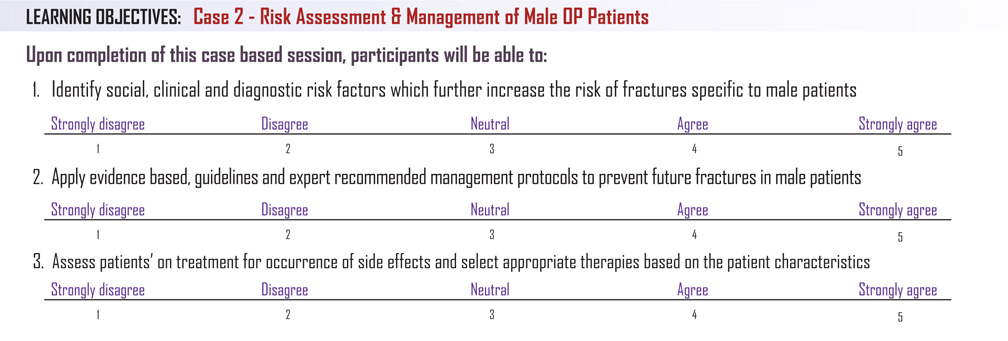 LEARNING OBJECTIVES: Case 2 - Risk Assessment & Management of Male OP Patients
Upon completion of this case based session, participants will be able to:
1. Identify social, clinical and diagnostic risk factors which further increase the risk of fractures specific to male patients
Strongly disagree Disagree Neutral Agree Strongly agree
1 2 3 4 5
2. Apply evidence based, guidelines and expert recommended management protocols to prevent future fractures in male patients
Strongly disagree Disagree Neutral Agree Strongly agree
1 2 3 4 5
3. Assess patients’ on treatment for occurrence of side effects and select appropriate therapies based on the patient characteristics
Strongly disagree Disagree Neutral Agree Strongly agree
1 2 3 4 5